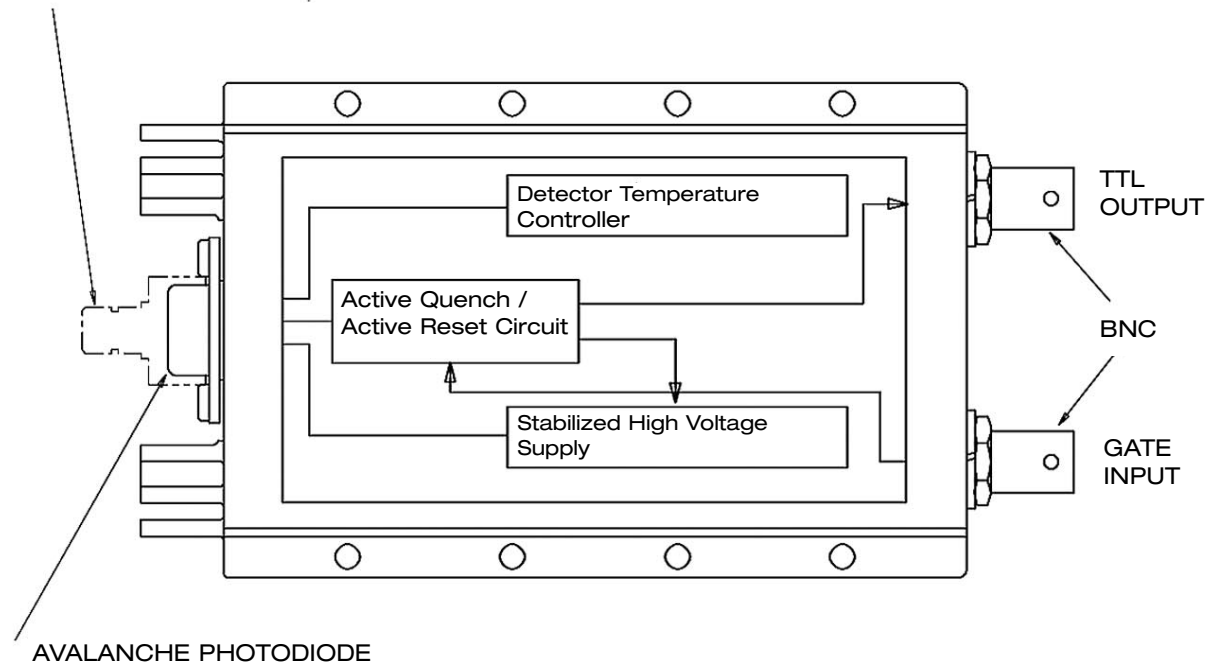 Detector Temperature
Controller
TTL
OUTPUT
Active Quench /
Active Reset Circuit
BNC
Stabilized High Voltage
Supply
GATE
INPUT
AVALANCHE PHOTODIODE